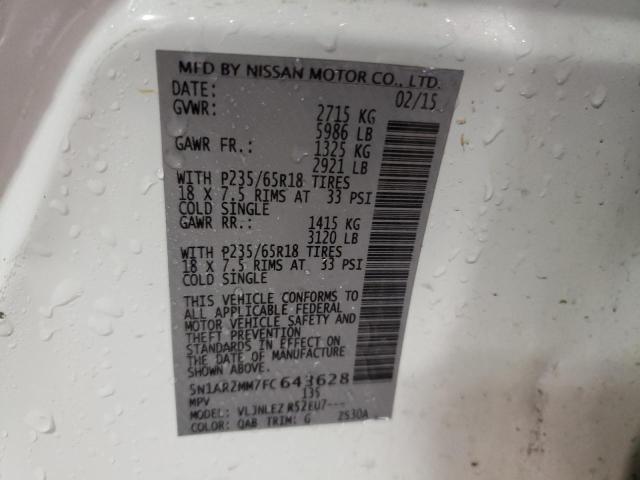 MFD BY NISSAN MOTOR CO., LTD.
DATE: 02/15
GVWR: 2715 KG
5986 LB
GAWR FR.: 1325 KG
2921 LB
WITH P235/65R18 TIRES
18 X 7.5 RIMS AT 33 PSI
COLD SINGLE
GAWR RR.: 1415 KG
3120 LB
WITH P235/65R18 TIRES
18 X 7.5 RIMS AT 33 PSI
COLD SINGLE
THIS VEHICLE CONFORMS TO
ALL APPLICABLE FEDERAL
MOTOR VEHICLE SAFETY AND
THEFT PREVENTION
STANDARDS IN EFFECT ON
THE DATE OF MANUFACTURE
SHOWN ABOVE.
5N1AR2MM7FC643628
MPV 135
MODEL: VLJNLEZ R52EU7---
COLOR: QAB TRIM: G 2530A